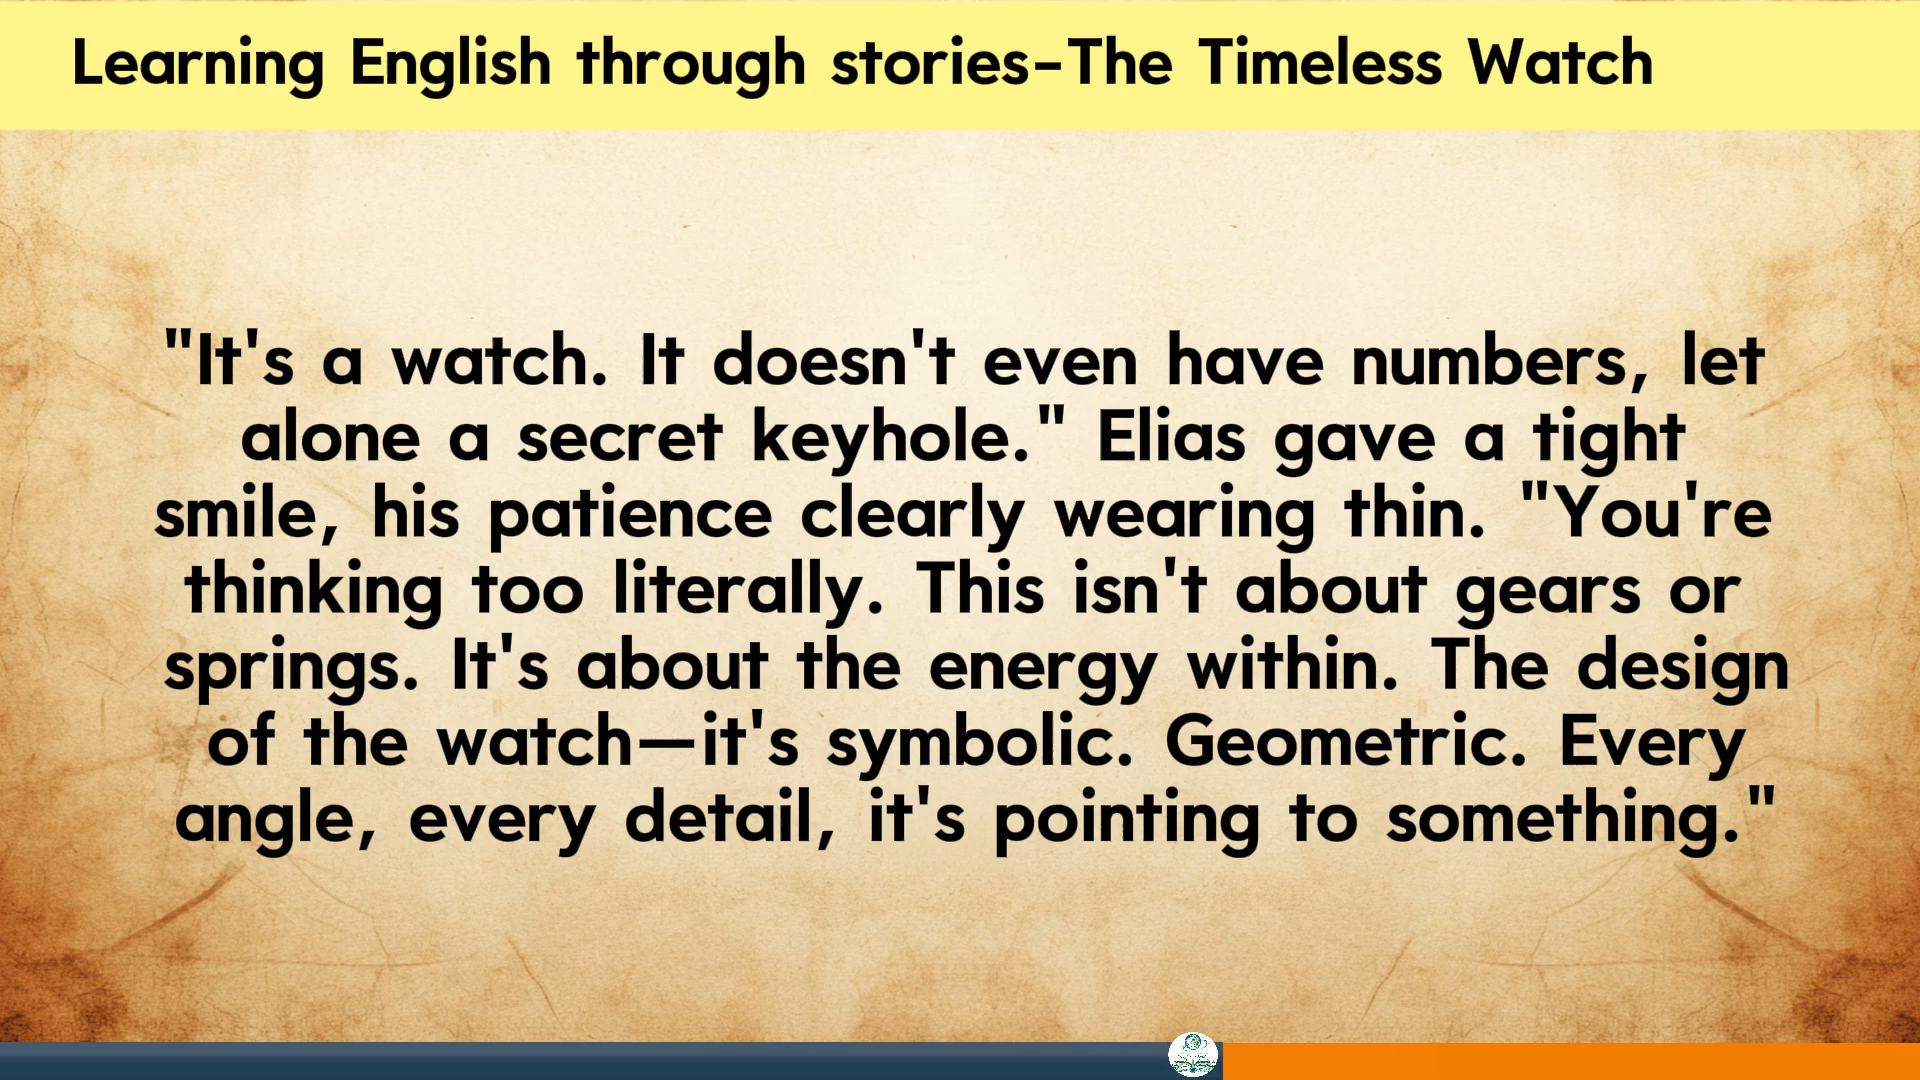 Learning English through stories-The Timeless Watch
"It's a watch. It doesn't even have numbers, let
alone a secret keyhole." Elias gave a tight
smile, his patience clearly wearing thin. "You're
thinking too literally. This isn't about gears or
springs. It's about the energy within. The design
of the watch—it's symbolic. Geometric. Every
angle, every detail, it's pointing to something."